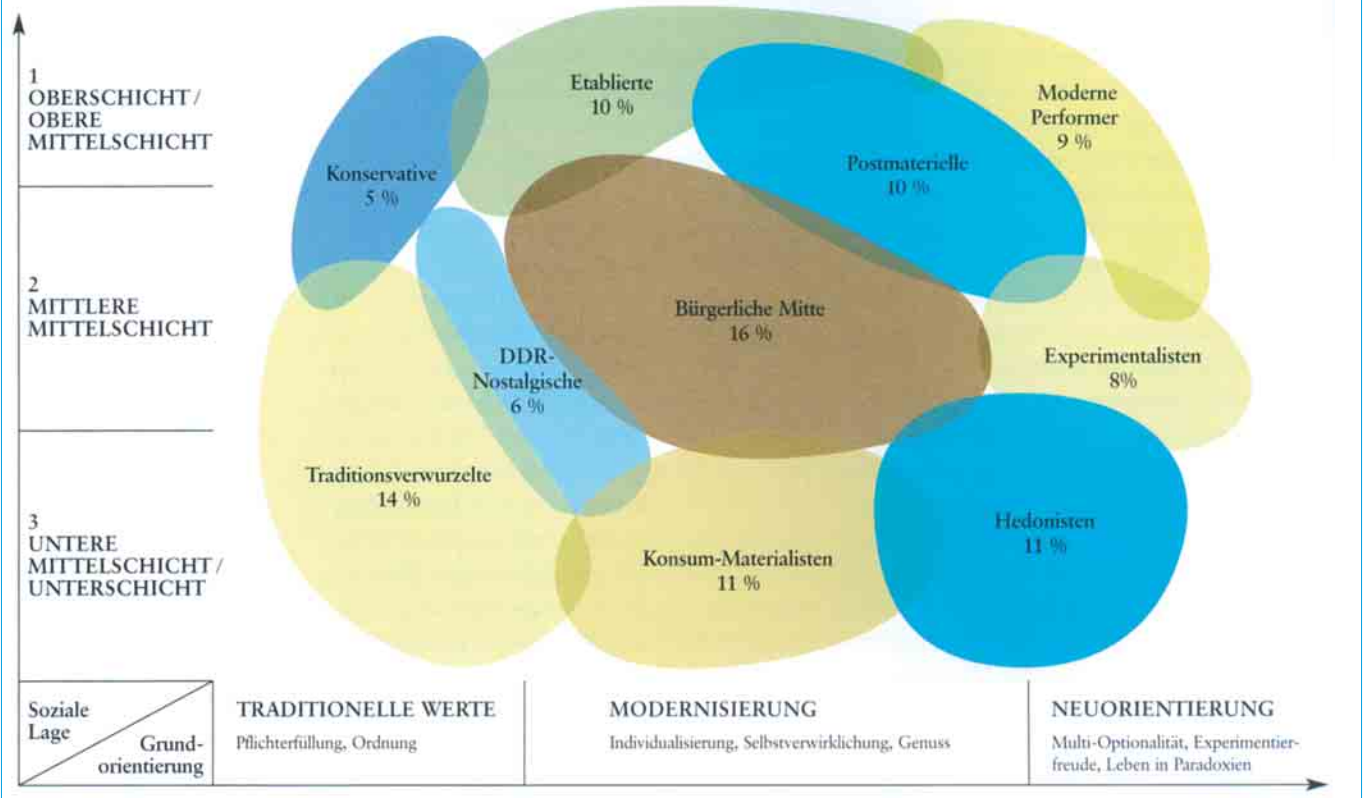 1
OBERSCHICHT/
OBERE
MITTELSCHICHT
2
MITTLERE
MITTELSCHICHT
3
UNTERE
MITTELSCHICHT/
UNTERSCHICHT
Etablierte
10 %
Moderne
Performer
9 %
Konservative
5 %
Postmaterielle
10 %
Bürgerliche Mitte
16 %
DDR-
Nostalgische
6 %
Experimentalisten
8%
Traditionsverwurzelte
14 %
Hedonisten
11 %
Konsum-Materialisten
11 %
Soziale
Lage
Grund-
orientierung
TRADITIONELLE WERTE
Pflichterfüllung, Ordnung
MODERNISIERUNG
Individualisierung, Selbstverwirklichung, Genuss
NEUORIENTIERUNG
Multi-Optionalität, Experimentier-
freude, Leben in Paradoxien